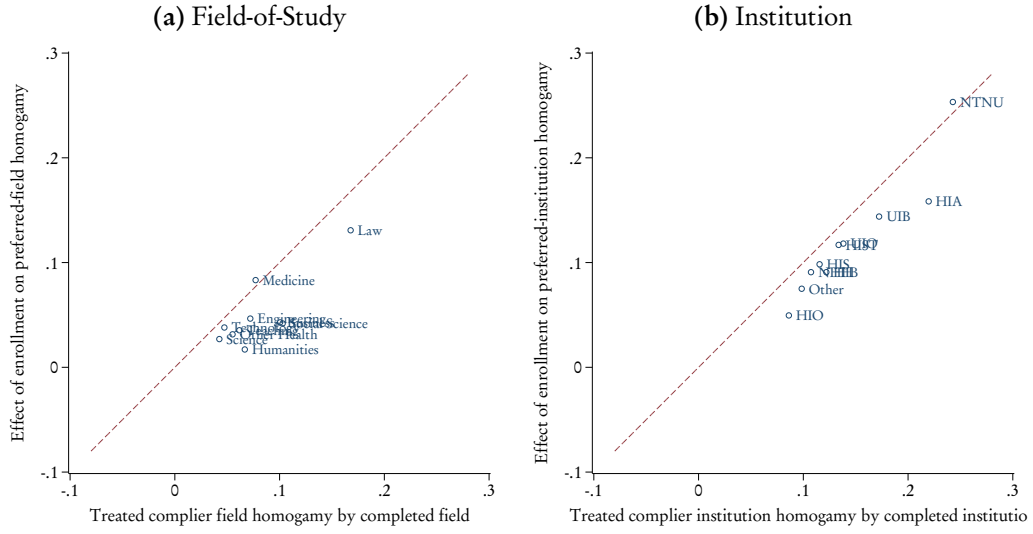 (a) Field-of-Study
Effect of enrollment on preferred-field homogamy
.3
.2
.1
0
-.1
Law
Medicine
Engineering
Social science
Technology
Other Health
Science
Humanities
-.1 0 .1 .2 .3
Treated complier field homogamy by completed field
(b) Institution
Effect of enrollment on preferred-institution homogamy
.3
.2
.1
0
-.1
NTNU
HIA
UIB
UIO
HIST
HIS
Other
HIO
-.1 0 .1 .2 .3
Treated complier institution homogamy by completed institutio